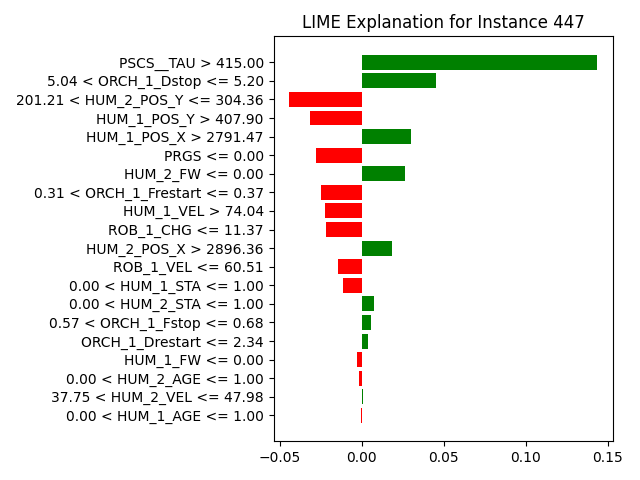 LIME Explanation for Instance 447
PSCS__TAU > 415.00
5.04 < ORCH_1_Dstop <= 5.20
201.21 < HUM_2_POS_Y <= 304.36
HUM_1_POS_Y > 407.90
HUM_1_POS_X > 2791.47
PRGS <= 0.00
HUM_2_FW <= 0.00
0.31 < ORCH_1_Frestart <= 0.37
HUM_1_VEL > 74.04
ROB_1_CHG <= 11.37
HUM_2_POS_X > 2896.36
ROB_1_VEL <= 60.51
0.00 < HUM_1_STA <= 1.00
0.00 < HUM_2_STA <= 1.00
0.57 < ORCH_1_Fstop <= 0.68
ORCH_1_Drestart <= 2.34
HUM_1_FW <= 0.00
0.00 < HUM_2_AGE <= 1.00
37.75 < HUM_2_VEL <= 47.98
0.00 < HUM_1_AGE <= 1.00
−0.05 0.00 0.05 0.10 0.15